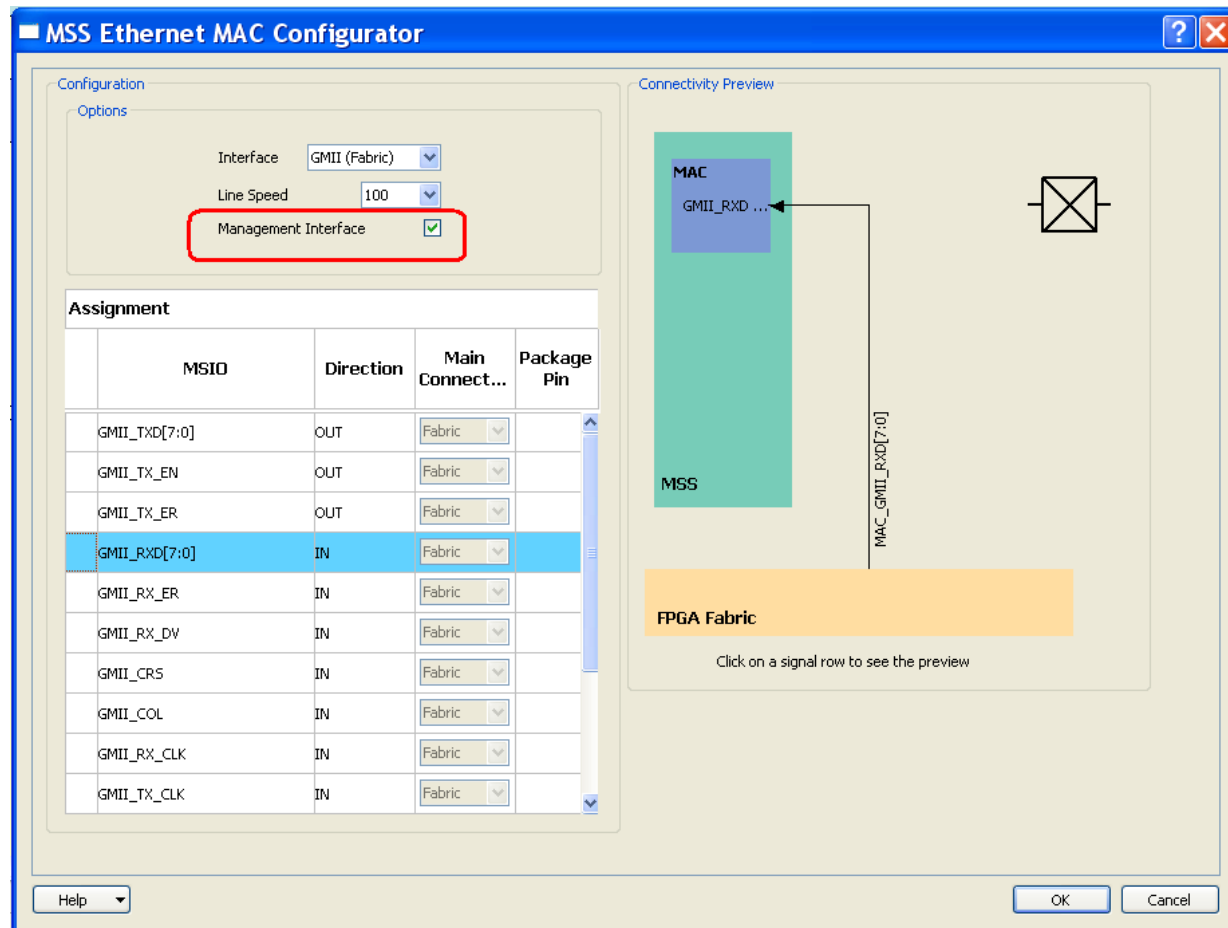 MSS Ethernet MAC Configurator
Configuration
Options
Interface GMII (Fabric)
Line Speed 100
Management Interface
Assignment
MSIO Direction Main Connect... Package Pin
GMII_TXD[7:0] OUT Fabric
GMII_TX_EN OUT Fabric
GMII_TX_ER OUT Fabric
GMII_RXD[7:0] IN Fabric
GMII_RX_ER IN Fabric
GMII_RX_DV IN Fabric
GMII_CRS IN Fabric
GMII_COL IN Fabric
GMII_RX_CLK IN Fabric
GMII_TX_CLK IN Fabric
Connectivity Preview
MAC
GMII_RXD ...
MSS
MAC_GMII_RXD[7:0]
FPGA Fabric
Click on a signal row to see the preview
Help
OK
Cancel